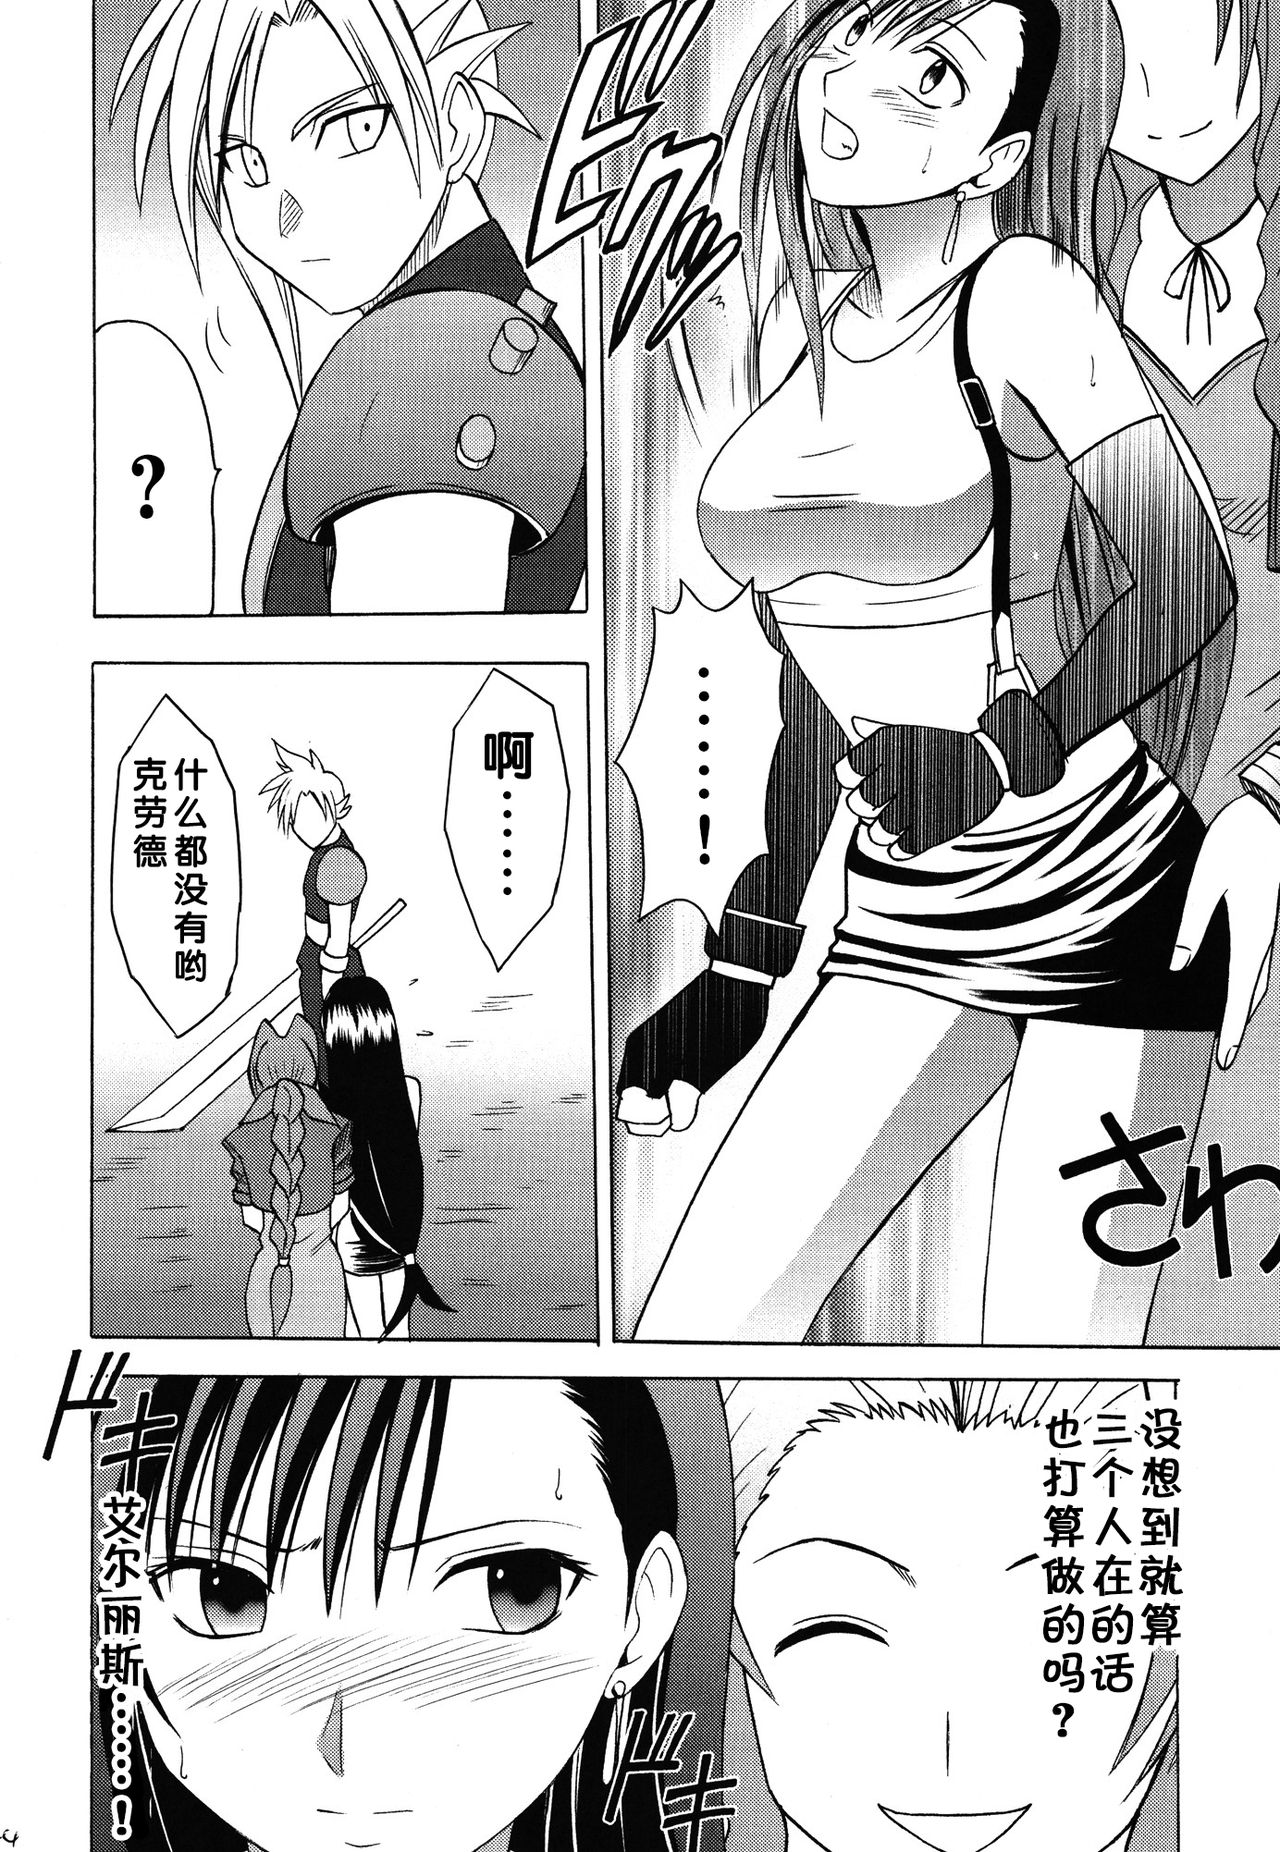 ビビクッ
……!
さわ
?
啊……
什么都没有哟
克劳德
没想到就算
三个人在的话
也打算做的吗?
ドキ
艾尔丽斯……!
ドキ